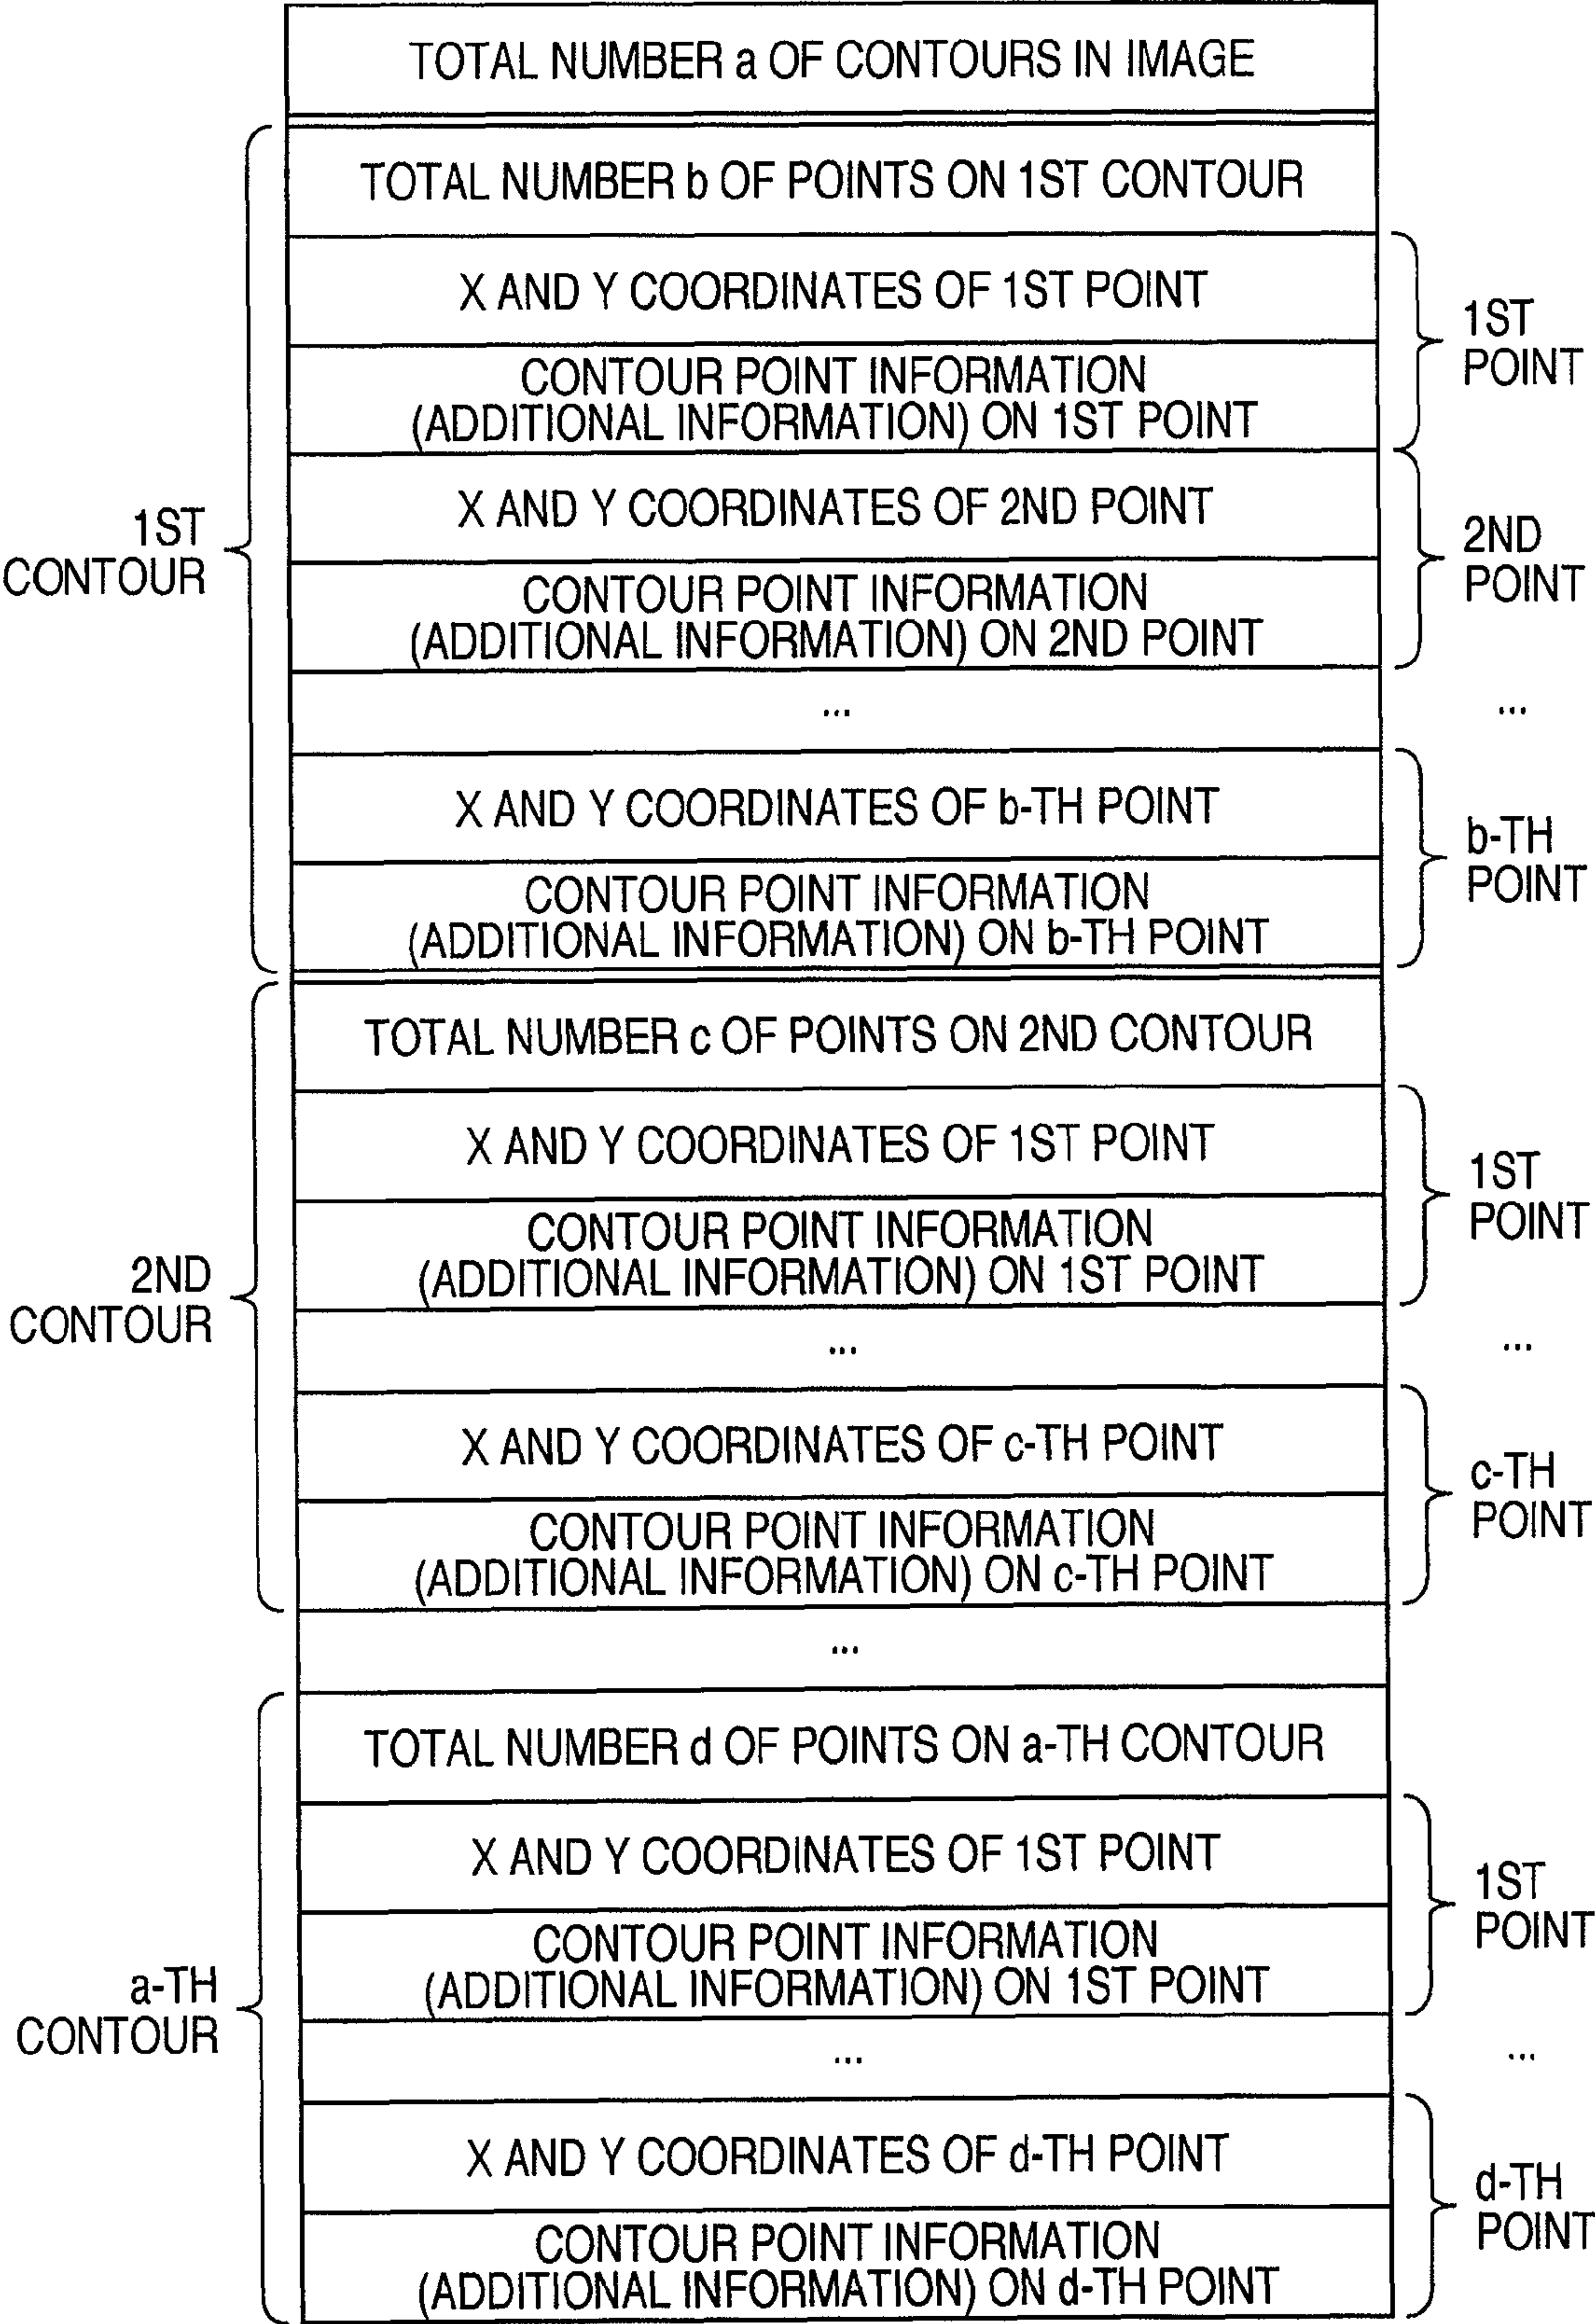 TOTAL NUMBER a OF CONTOURS IN IMAGE
TOTAL NUMBER b OF POINTS ON 1ST CONTOUR
X AND Y COORDINATES OF 1ST POINT
CONTOUR POINT INFORMATION
(ADDITIONAL INFORMATION) ON 1ST POINT
1ST
POINT
X AND Y COORDINATES OF 2ND POINT
CONTOUR POINT INFORMATION
(ADDITIONAL INFORMATION) ON 2ND POINT
2ND
POINT
1ST
CONTOUR
...
...
X AND Y COORDINATES OF b-TH POINT
CONTOUR POINT INFORMATION
(ADDITIONAL INFORMATION) ON b-TH POINT
b-TH
POINT
TOTAL NUMBER c OF POINTS ON 2ND CONTOUR
X AND Y COORDINATES OF 1ST POINT
CONTOUR POINT INFORMATION
(ADDITIONAL INFORMATION) ON 1ST POINT
1ST
POINT
2ND
CONTOUR
...
...
X AND Y COORDINATES OF c-TH POINT
CONTOUR POINT INFORMATION
(ADDITIONAL INFORMATION) ON c-TH POINT
c-TH
POINT
...
TOTAL NUMBER d OF POINTS ON a-TH CONTOUR
X AND Y COORDINATES OF 1ST POINT
CONTOUR POINT INFORMATION
(ADDITIONAL INFORMATION) ON 1ST POINT
1ST
POINT
a-TH
CONTOUR
...
...
X AND Y COORDINATES OF d-TH POINT
CONTOUR POINT INFORMATION
(ADDITIONAL INFORMATION) ON d-TH POINT
d-TH
POINT